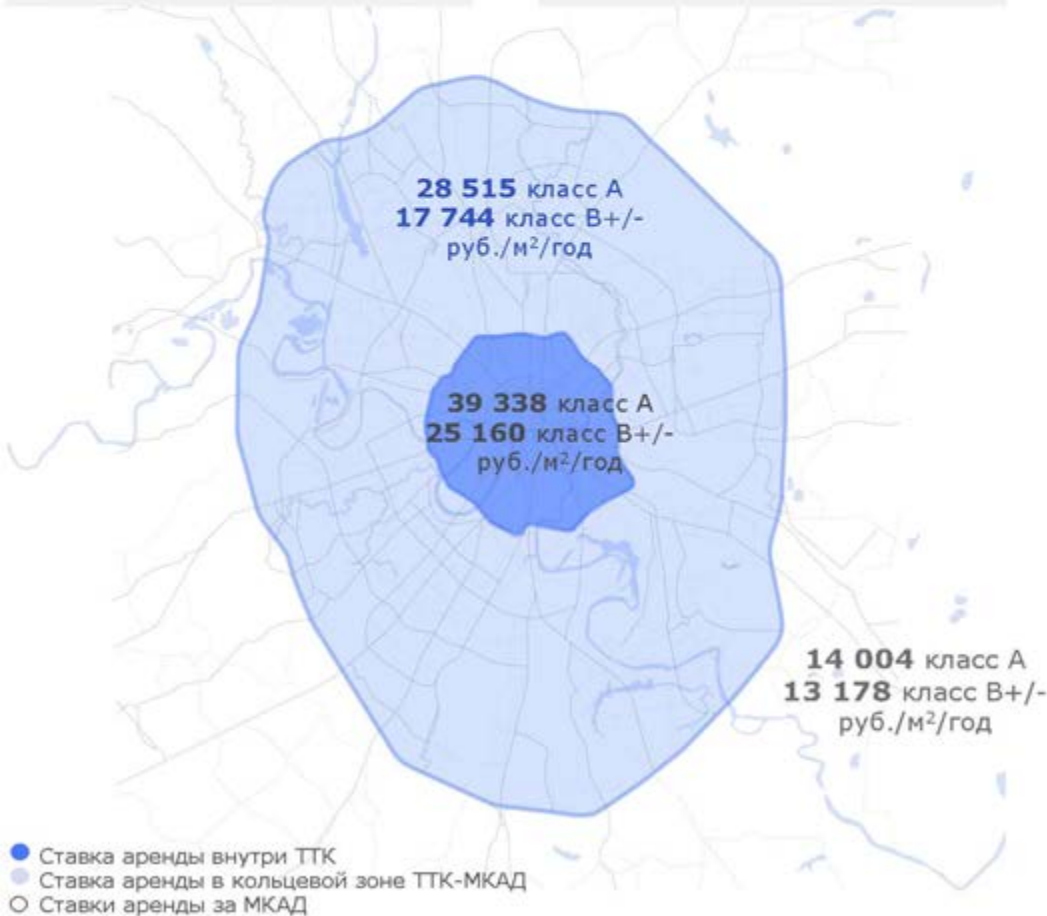 28 515 класс А
17 744 класс В+/-
руб./м²/год
39 338 класс А
25 160 класс В+/-
руб./м²/год
14 004 класс А
13 178 класс В+/-
руб./м²/год
Ставка аренды внутри ТТК
Ставка аренды в кольцевой зоне ТТК-МКАД
Ставки аренды за МКАД